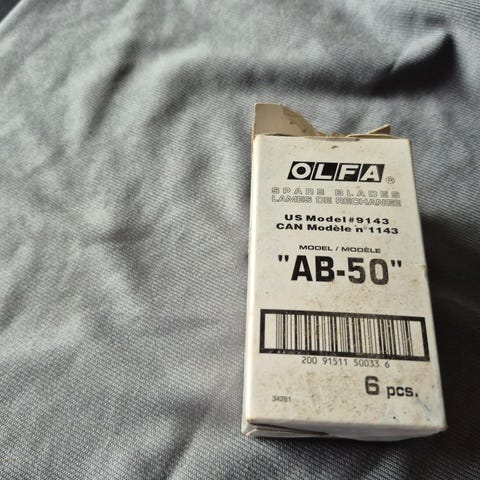 OLFA®
SPARE BLADES
LAMES DE RECHANGE
US Model #9143
CAN Modèle n°1143
MODEL / MODÈLE
"AB-50"
200 91511 50033 6
6 pcs.
34261